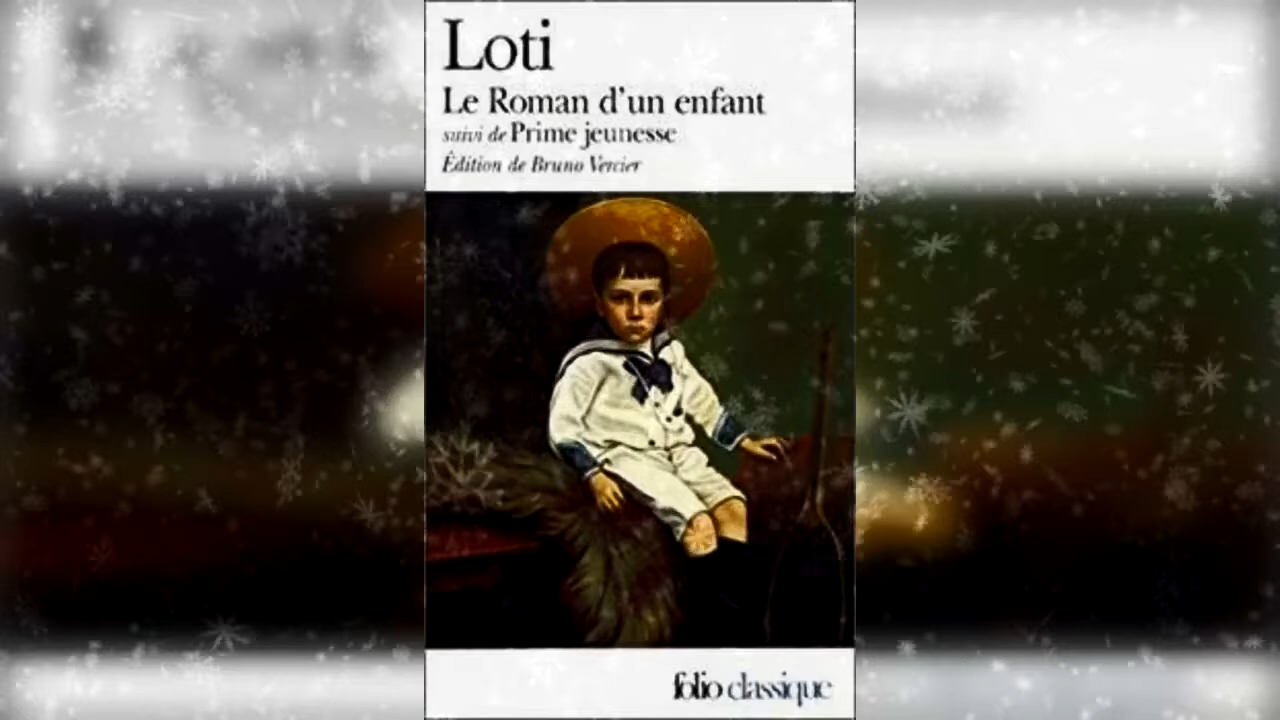 Loti
Le Roman d'un enfant
suivi de Prime jeunesse
Édition de Bruno Vercier
folio classique